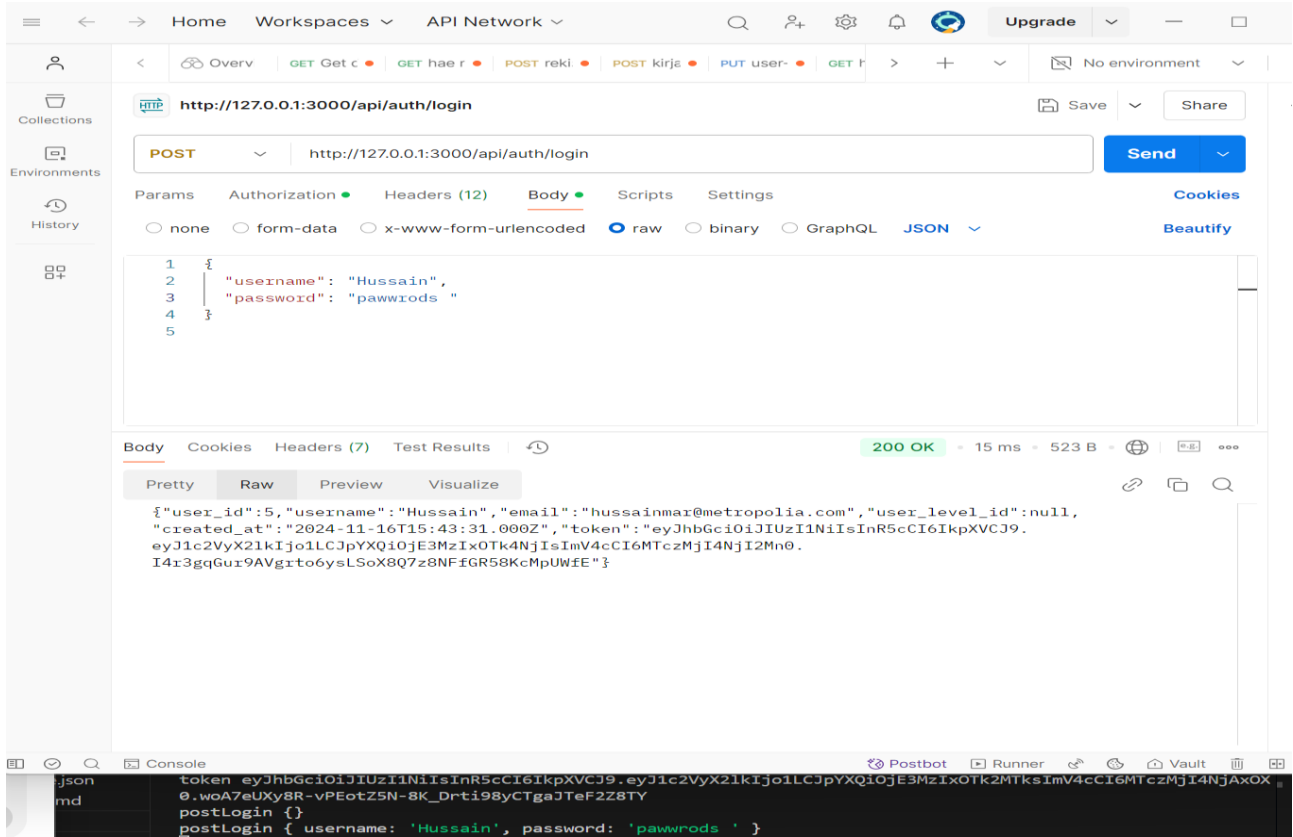 Home Workspaces API Network Upgrade
Overv GET Get c GET hae r POST reki POST kirja PUT user- GET h No environment
Collections
HTTP http://127.0.0.1:3000/api/auth/login Save Share
Environments
POST http://127.0.0.1:3000/api/auth/login Send
History
Params Authorization Headers (12) Body Scripts Settings Cookies
none form-data x-www-form-urlencoded raw binary GraphQL JSON Beautify
1 {
2 "username": "Hussain",
3 "password": "pawwrods "
4 }
5
Body Cookies Headers (7) Test Results 200 OK 15 ms 523 B e.g.
Pretty Raw Preview Visualize
{"user_id":5,"username":"Hussain","email":"hussainmar@metropolia.com","user_level_id":null,
"created_at":"2024-11-16T15:43:31.000Z","token":"eyJhbGciOiJIUzI1NiIsInR5cCI6IkpXVCJ9.
eyJ1c2VyX2lkIjo1LCJpYXQiOjE3MzIxOTk4NjIsImV4cCI6MTczMjI4NjI2Mn0.
I4r3gqGur9AVgrto6ysLSoX8Q7z8NFfGR58KcMpUWfE"}
Console Postbot Runner Vault
.json token eyJhbGciOiJIUzI1NiIsInR5cCI6IkpXVCJ9.eyJ1c2VyX2lkIjo1LCJpYXQiOjE3MzIxOTk2MTksImV4cCI6MTczMjI4NjAxOX
md 0.woA7eUXy8R-vPEotZ5N-8K_Drti98yCTgaJTeF2Z8TY
postLogin {}
postLogin { username: 'Hussain', password: 'pawwrods ' }